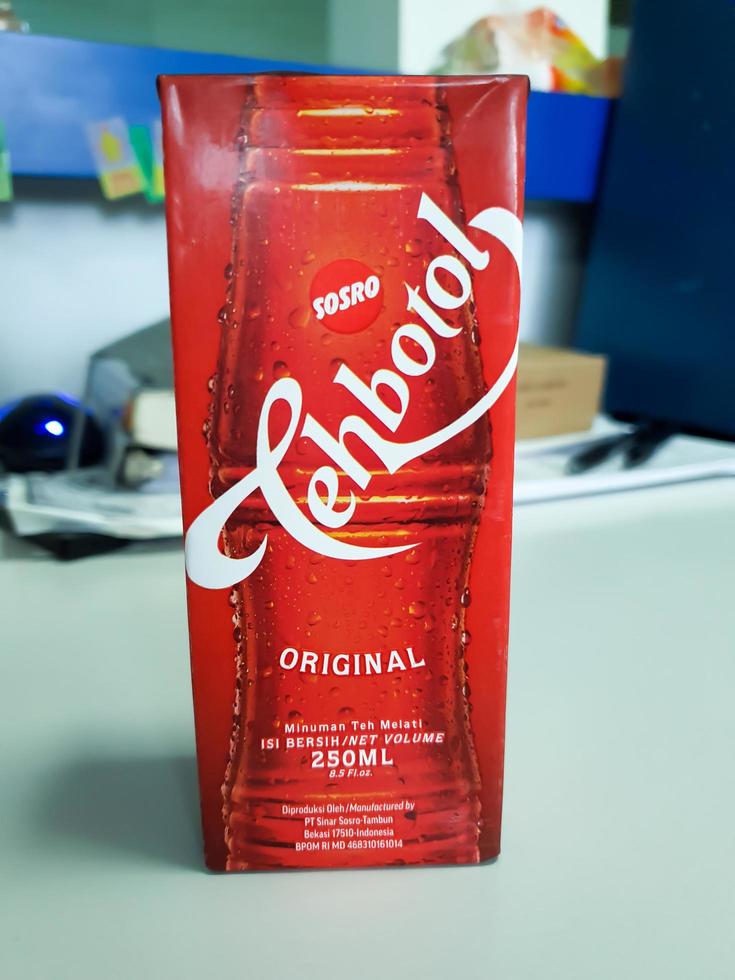 SOSRO
Tehbotol
ORIGINAL
Minuman Teh Melati
ISI BERSIH/NET VOLUME
250ML
8.5 Fl.oz.
Diproduksi Oleh/Manufactured by
PT Sinar Sosro-Tambun
Bekasi 17510-Indonesia
BPOM RI MD 468310161014